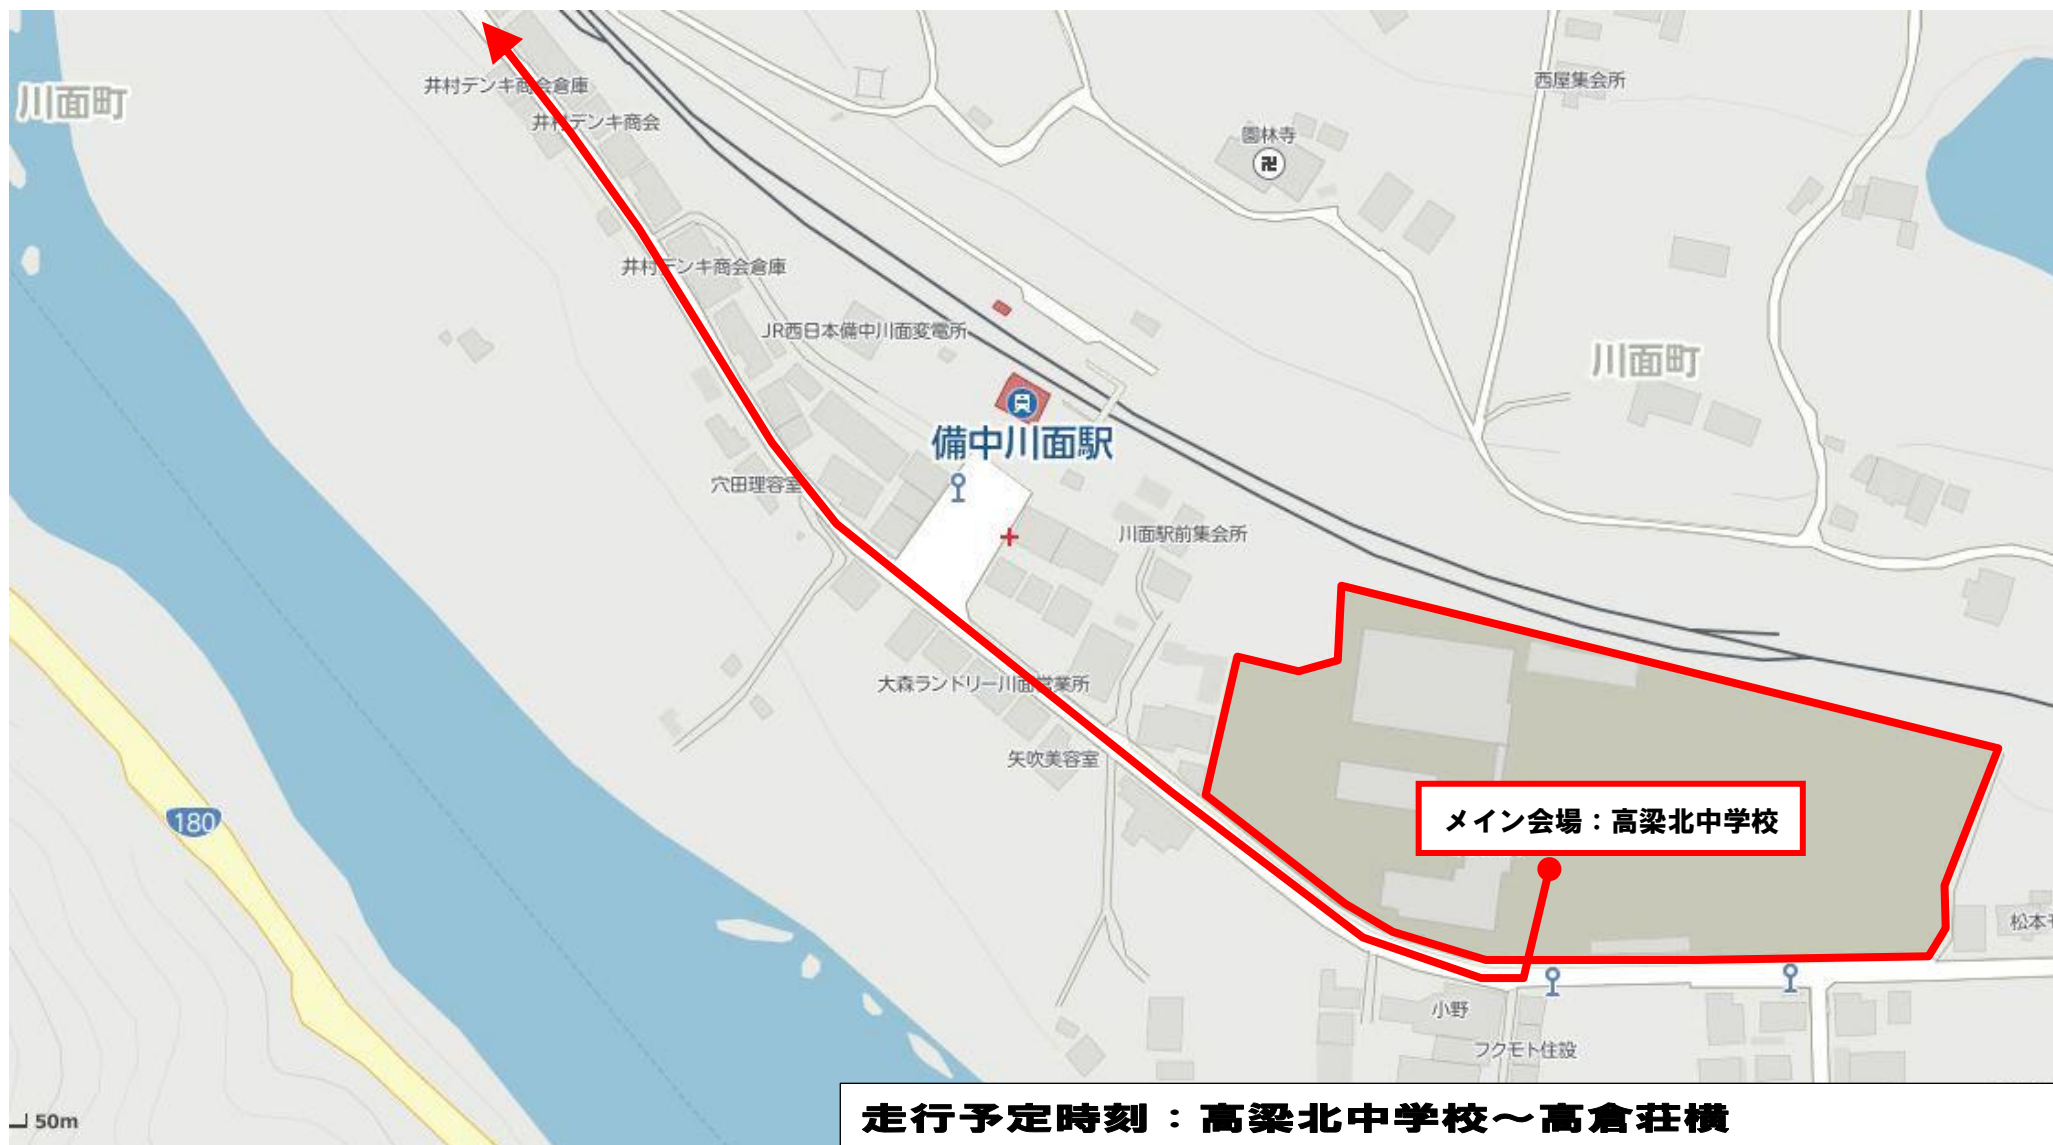 川面町
井村デンキ商会倉庫
井村デンキ商会
西屋集会所
園林寺
井村デンキ商会倉庫
JR西日本備中川面変電所
川面町
備中川面駅
穴田理容室
川面駅前集会所
大森ランドリー川面営業所
矢吹美容室
180
メイン会場：高梁北中学校
松本モ
小野
フクモト住設
50m
走行予定時刻：高梁北中学校～高倉荘横